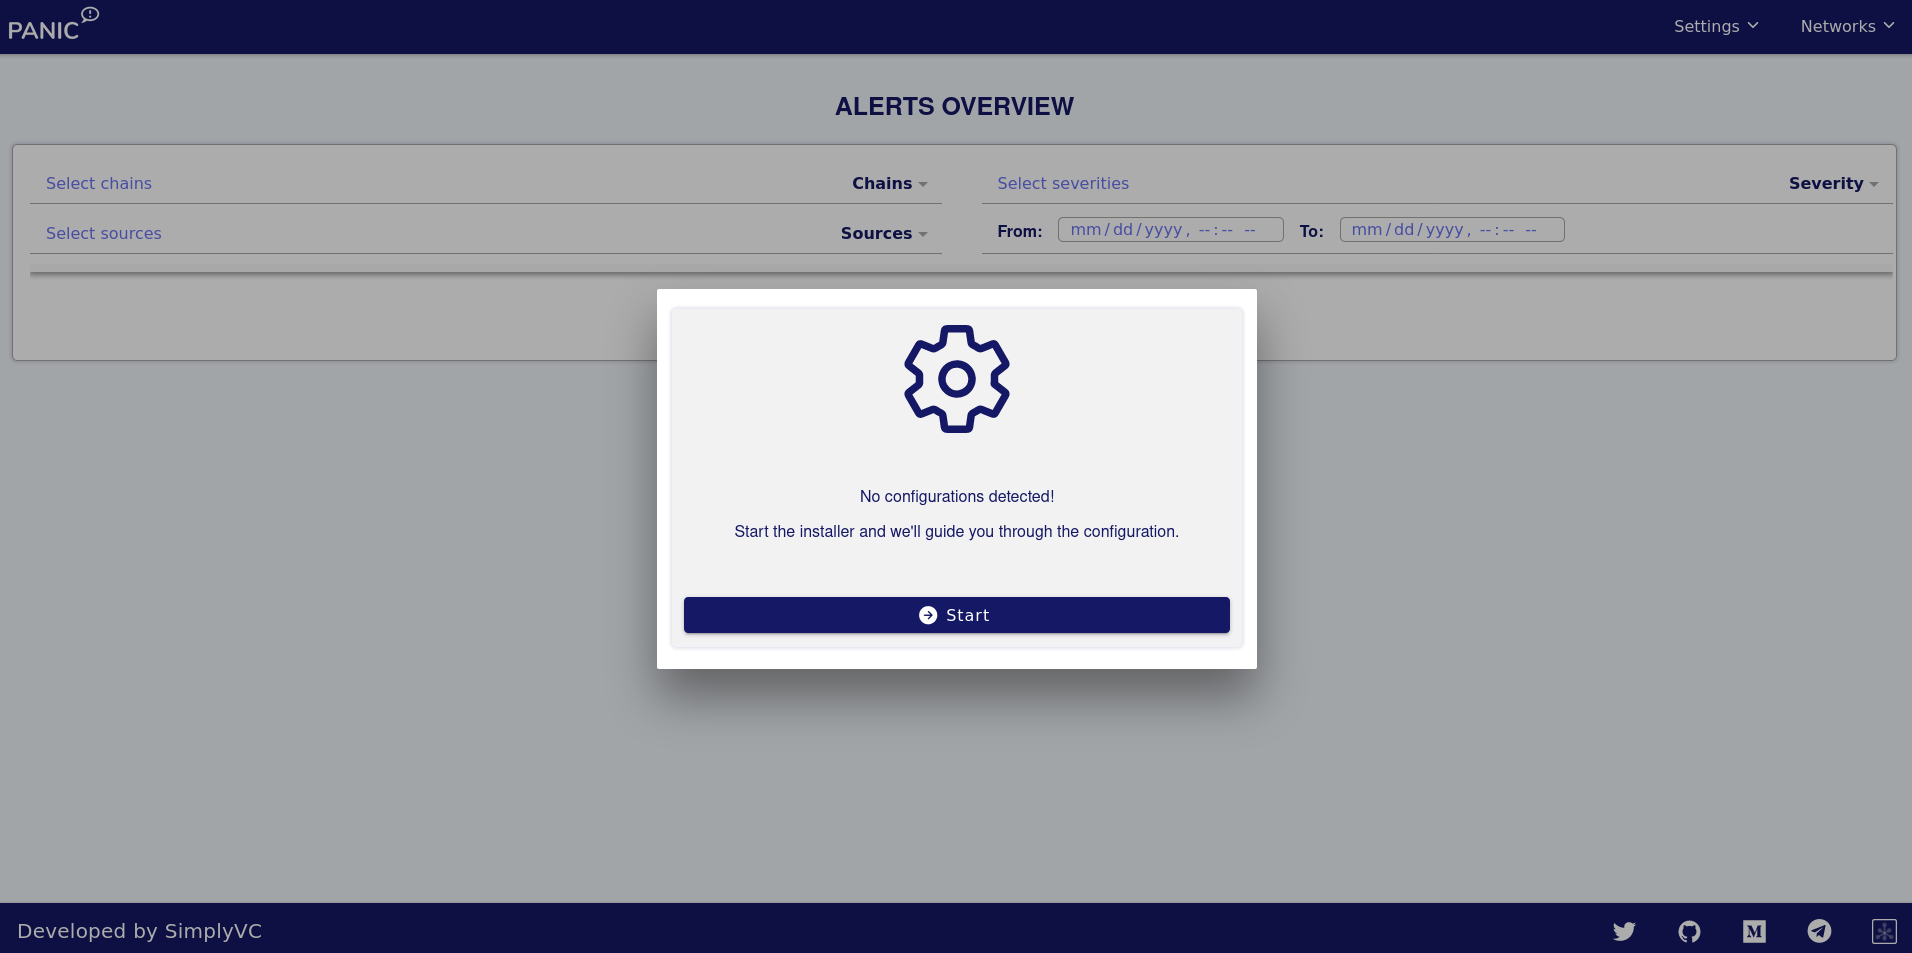 PANIC
Settings
Networks
ALERTS OVERVIEW
Select chains
Chains
Select severities
Severity
Select sources
Sources
From: mm/dd/yyyy, --:-- --
To: mm/dd/yyyy, --:-- --
No configurations detected!
Start the installer and we'll guide you through the configuration.
Start
Developed by SimplyVC